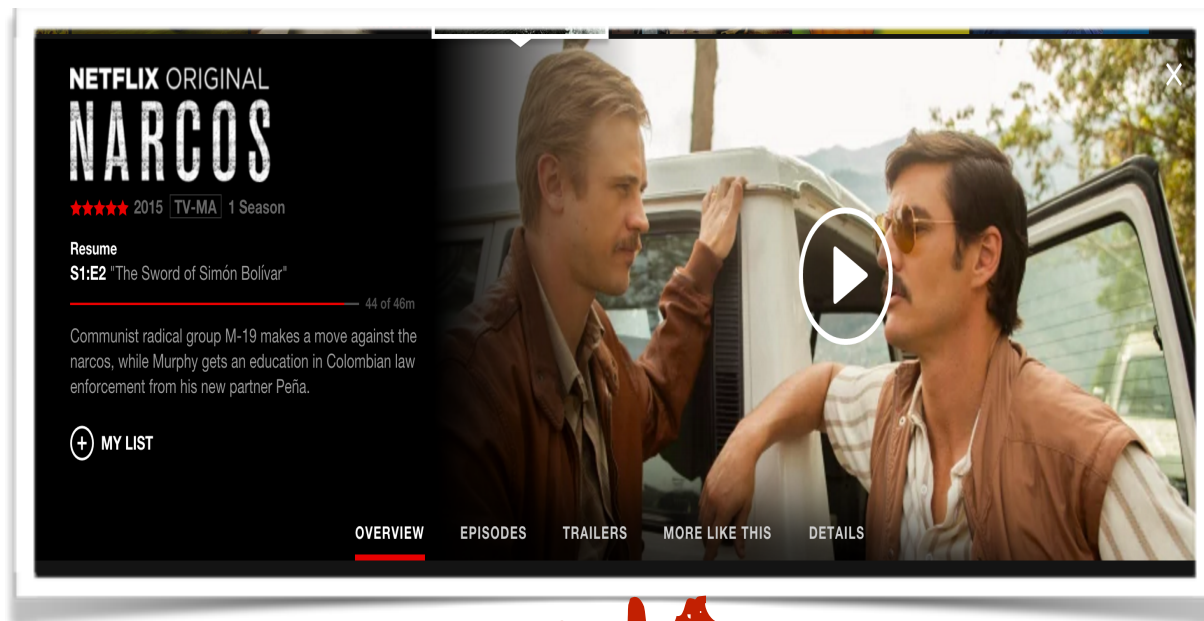 NETFLIX ORIGINAL
NARCOS
2015 TV-MA 1 Season
Resume
S1:E2 "The Sword of Simón Bolívar"
44 of 46m
Communist radical group M-19 makes a move against the
narcos, while Murphy gets an education in Colombian law
enforcement from his new partner Peña.
MY LIST
X
OVERVIEW EPISODES TRAILERS MORE LIKE THIS DETAILS